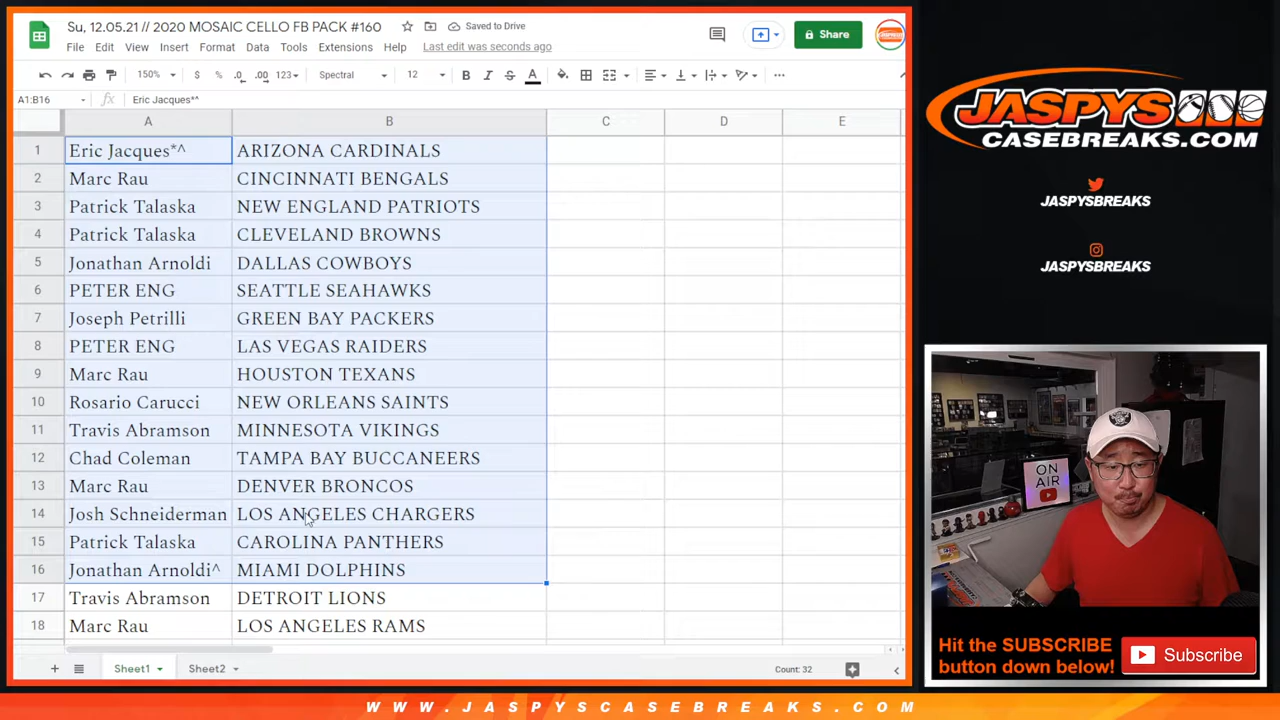 Su, 12.05.21 // 2020 MOSAIC CELLO FB PACK #160
Saved to Drive
File Edit View Insert Format Data Tools Extensions Help Last edit was seconds ago
Share
150% $ % .0 .00 123 Spectral 12 B I S A
A1:B16 fx Eric Jacques*^
A B C D E
1 Eric Jacques*^ ARIZONA CARDINALS
2 Marc Rau CINCINNATI BENGALS
3 Patrick Talaska NEW ENGLAND PATRIOTS
4 Patrick Talaska CLEVELAND BROWNS
5 Jonathan Arnoldi DALLAS COWBOYS
6 PETER ENG SEATTLE SEAHAWKS
7 Joseph Petrilli GREEN BAY PACKERS
8 PETER ENG LAS VEGAS RAIDERS
9 Marc Rau HOUSTON TEXANS
10 Rosario Carucci NEW ORLEANS SAINTS
11 Travis Abramson MINNESOTA VIKINGS
12 Chad Coleman TAMPA BAY BUCCANEERS
13 Marc Rau DENVER BRONCOS
14 Josh Schneiderman LOS ANGELES CHARGERS
15 Patrick Talaska CAROLINA PANTHERS
16 Jonathan Arnoldi^ MIAMI DOLPHINS
17 Travis Abramson DETROIT LIONS
18 Marc Rau LOS ANGELES RAMS
Sheet1 Sheet2 Count: 32
JASPYS
CASEBREAKS.COM
JASPYSBREAKS
JASPYSBREAKS
ON
AIR
Hit the SUBSCRIBE
button down below!
Subscribe
WWW.JASPYSCASEBREAKS.COM